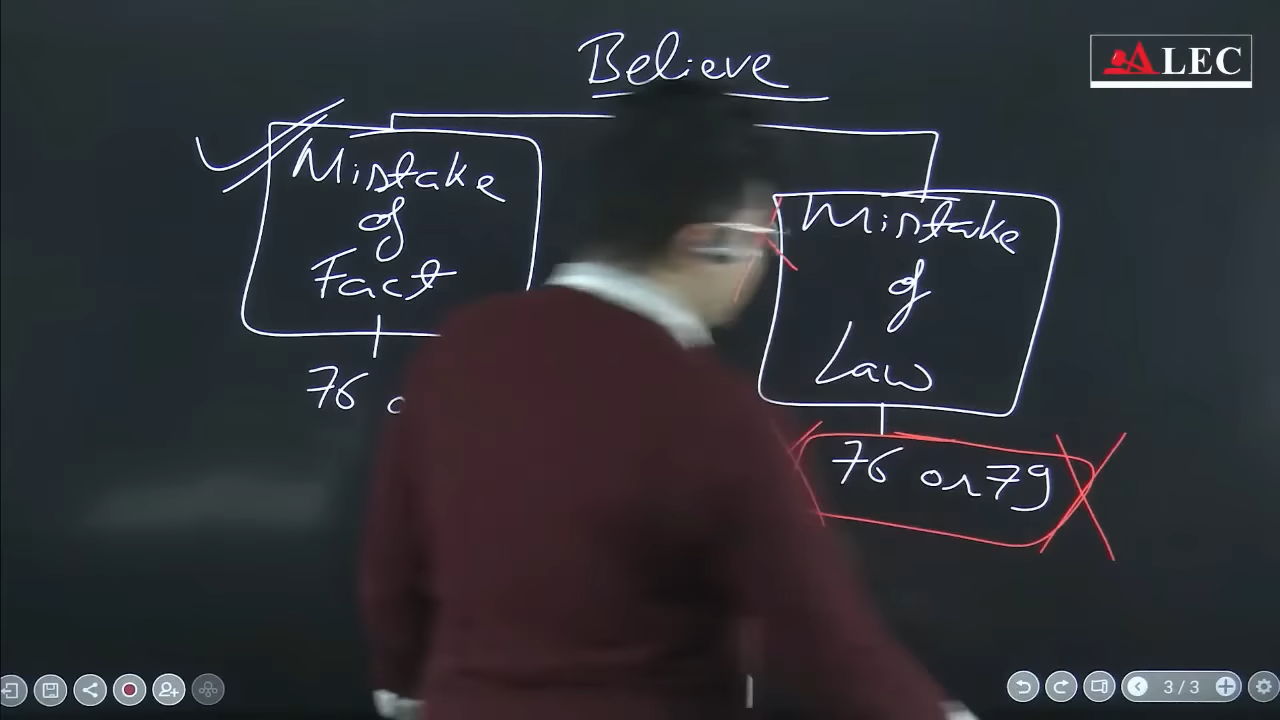 Believe
ALEC
Mistake
of
Fact
76
Mistake
of
Law
76 or 79
3/3